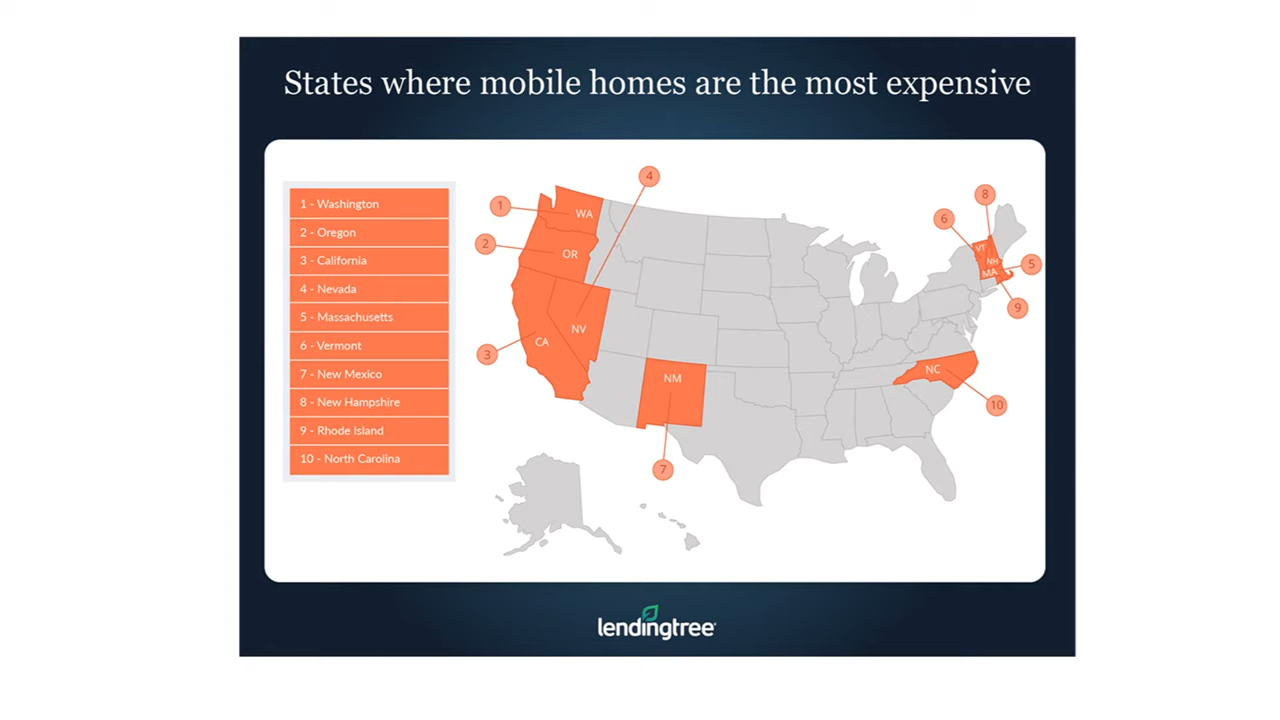 States where mobile homes are the most expensive
1 - Washington
2 - Oregon
3 - California
4 - Nevada
5 - Massachusetts
6 - Vermont
7 - New Mexico
8 - New Hampshire
9 - Rhode Island
10 - North Carolina
4
1
WA
2
OR
3
CA
NV
NM
7
8
6
VT
NH
MA
5
9
NC
10
lendingtree